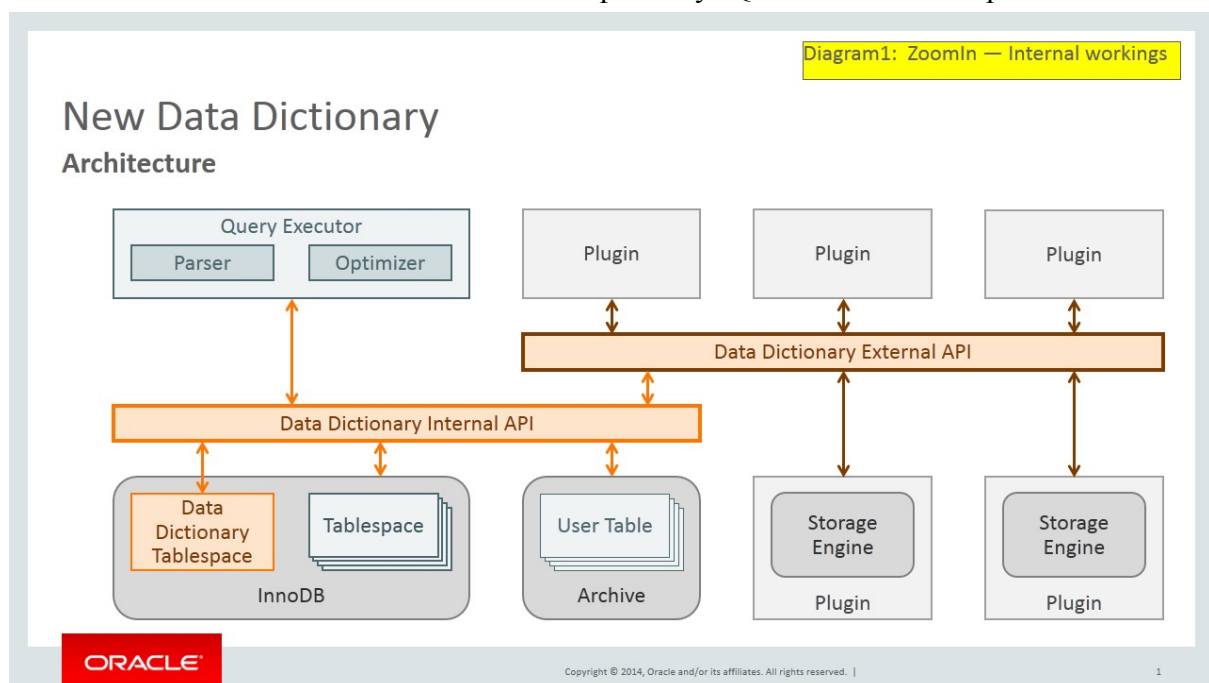 Diagram1: ZoomIn — Internal workings
New Data Dictionary
Architecture
Query Executor
Parser
Optimizer
Plugin
Plugin
Plugin
Data Dictionary External API
Data Dictionary Internal API
Data
Dictionary
Tablespace
Tablespace
InnoDB
User Table
Archive
Storage
Engine
Plugin
Storage
Engine
Plugin
ORACLE®
Copyright © 2014, Oracle and/or its affiliates. All rights reserved. |
1